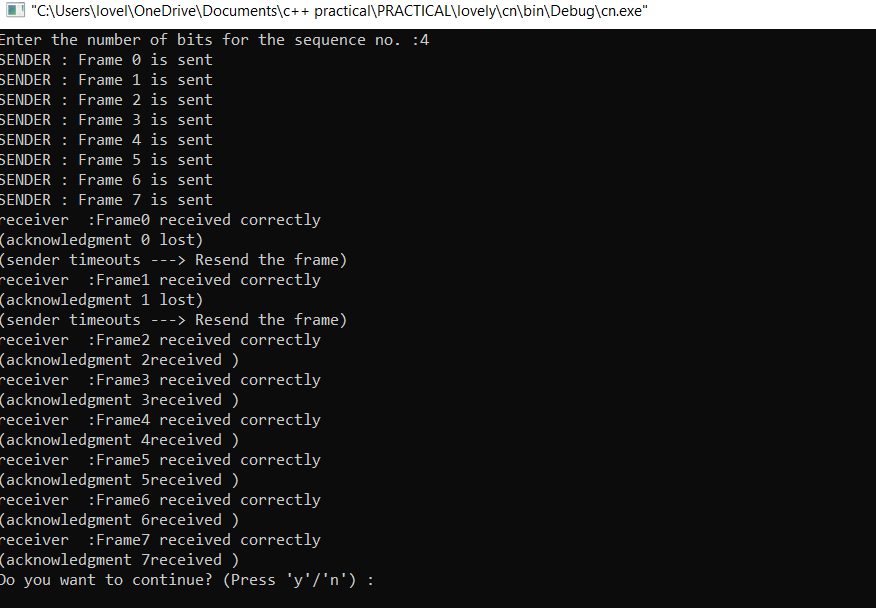 "C:\Users\lovel\OneDrive\Documents\c++ practical\PRACTICAL\lovely\cn\bin\Debug\cn.exe"
Enter the number of bits for the sequence no. :4
SENDER : Frame 0 is sent
SENDER : Frame 1 is sent
SENDER : Frame 2 is sent
SENDER : Frame 3 is sent
SENDER : Frame 4 is sent
SENDER : Frame 5 is sent
SENDER : Frame 6 is sent
SENDER : Frame 7 is sent
receiver  :Frame0 received correctly
(acknowledgment 0 lost)
(sender timeouts ---> Resend the frame)
receiver  :Frame1 received correctly
(acknowledgment 1 lost)
(sender timeouts ---> Resend the frame)
receiver  :Frame2 received correctly
(acknowledgment 2received )
receiver  :Frame3 received correctly
(acknowledgment 3received )
receiver  :Frame4 received correctly
(acknowledgment 4received )
receiver  :Frame5 received correctly
(acknowledgment 5received )
receiver  :Frame6 received correctly
(acknowledgment 6received )
receiver  :Frame7 received correctly
(acknowledgment 7received )
Do you want to continue? (Press 'y'/'n') :